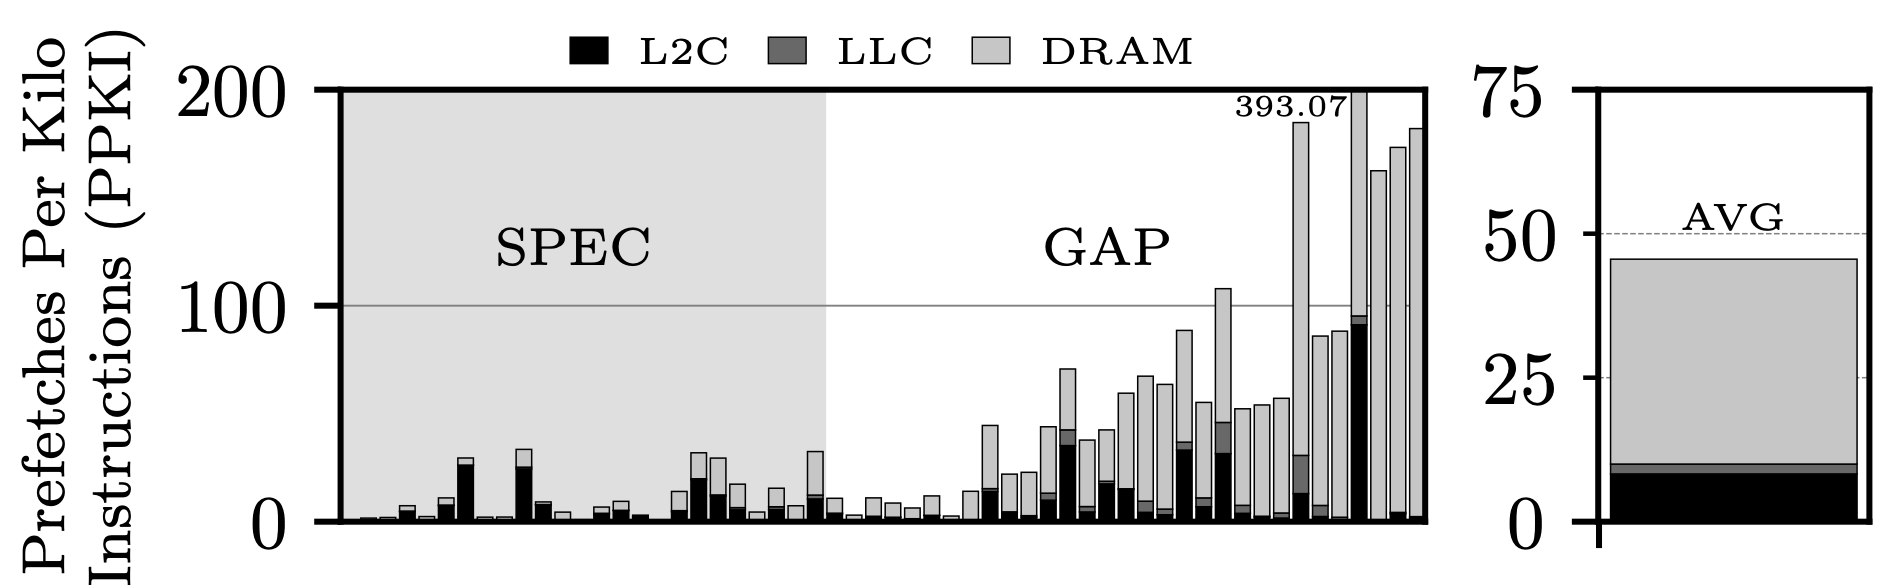 Prefetches Per Kilo
Instructions (PPKI)
L2C LLC DRAM
200
100
0
SPEC
GAP
393.07
75
50
25
0
AVG